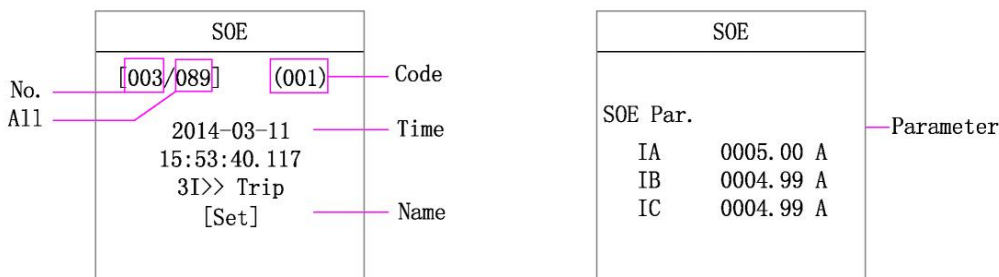 SOE
[003/089] (001)
Code
No.
All
2014-03-11
Time
15:53:40.117
3I>> Trip
[Set]
Name
SOE
SOE Par.
Parameter
IA 0005.00 A
IB 0004.99 A
IC 0004.99 A